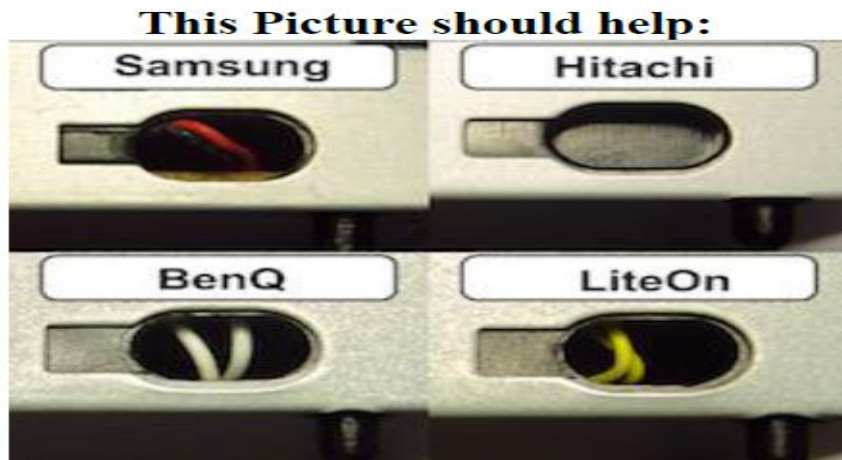 This Picture should help:
Samsung
Hitachi
BenQ
LiteOn